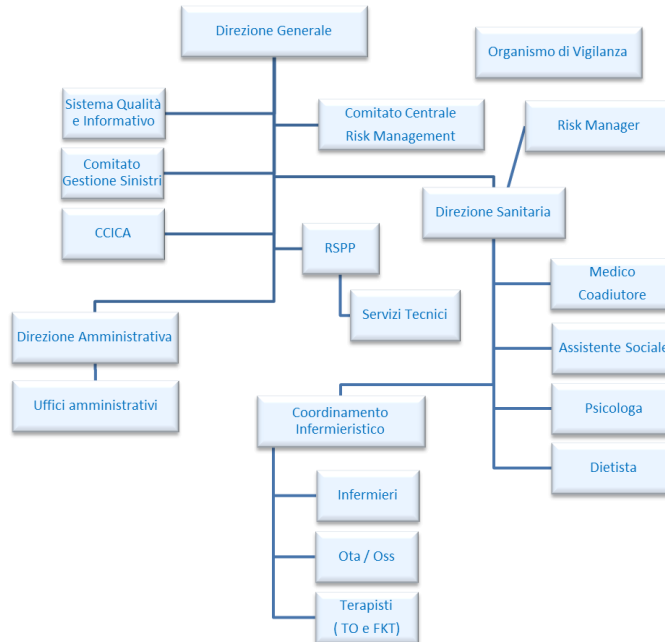 Direzione Generale
Organismo di Vigilanza
Sistema Qualità
e Informativo
Comitato Centrale
Risk Management
Risk Manager
Comitato
Gestione Sinistri
Direzione Sanitaria
CCICA
RSPP
Medico
Coadiutore
Servizi Tecnici
Direzione Amministrativa
Assistente Sociale
Uffici amministrativi
Coordinamento
Infermieristico
Psicologa
Dietista
Infermieri
Ota / Oss
Terapisti
( TO e FKT)